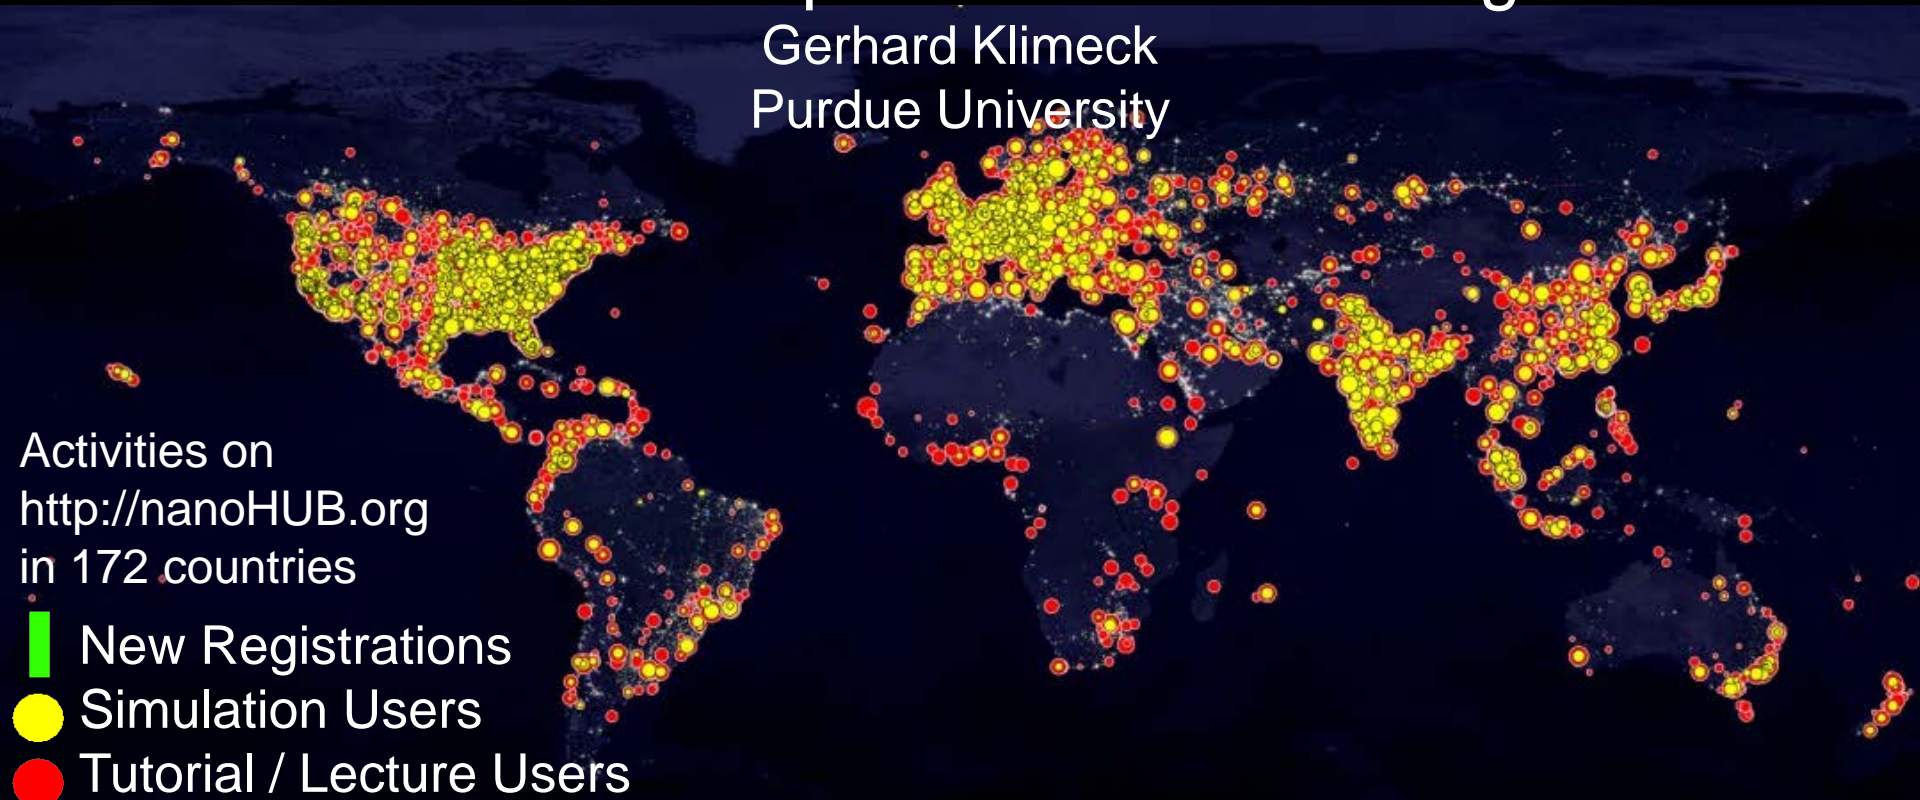 Gerhard Klimeck
Purdue University
Activities on
http://nanoHUB.org
in 172 countries
New Registrations
Simulation Users
Tutorial / Lecture Users